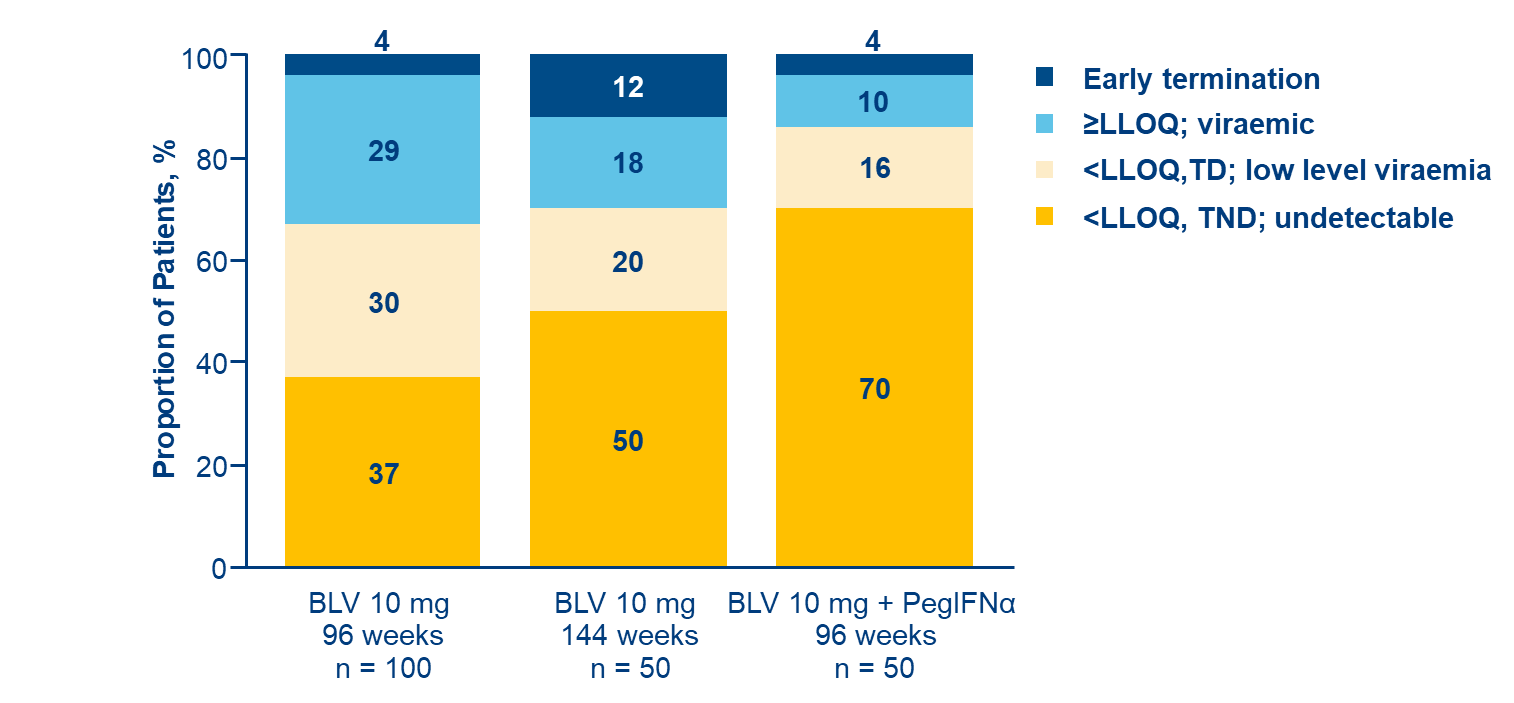 Proportion of Patients, %
100
80
60
40
20
0
4
29
30
37
12
18
20
50
4
10
16
70
BLV 10 mg
96 weeks
n = 100
BLV 10 mg
144 weeks
n = 50
BLV 10 mg + PegIFNα
96 weeks
n = 50
Early termination
≥LLOQ; viraemic
<LLOQ,TD; low level viraemia
<LLOQ, TND; undetectable